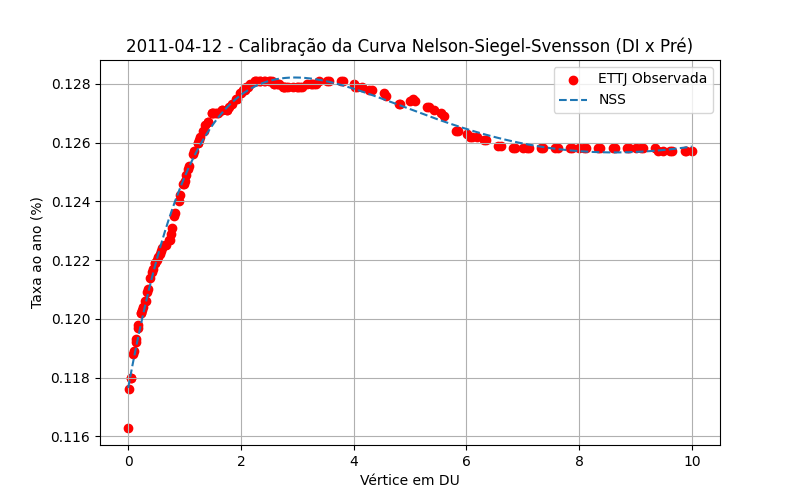 2011-04-12 - Calibração da Curva Nelson-Siegel-Svensson (DI x Pré)
ETTJ Observada
NSS
Taxa ao ano (%)
0.128
0.126
0.124
0.122
0.120
0.118
0.116
0 2 4 6 8 10
Vértice em DU